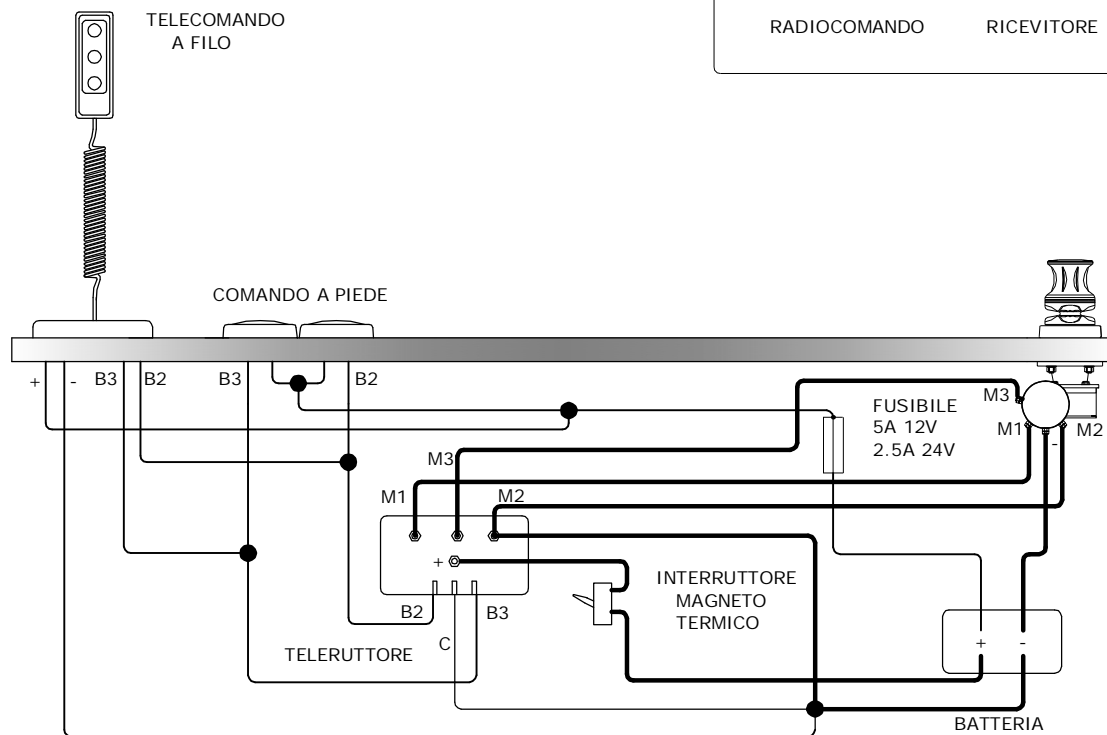 TELECOMANDO
A FILO
RADIOCOMANDO
RICEVITORE
COMANDO A PIEDE
+
-
B3
B2
B3
B2
M3
FUSIBILE
5A 12V
2.5A 24V
M1
-
M2
M3
M1
M2
+
B2
C
B3
INTERRUTTORE
MAGNETO
TERMICO
TELERUTTORE
+
-
BATTERIA